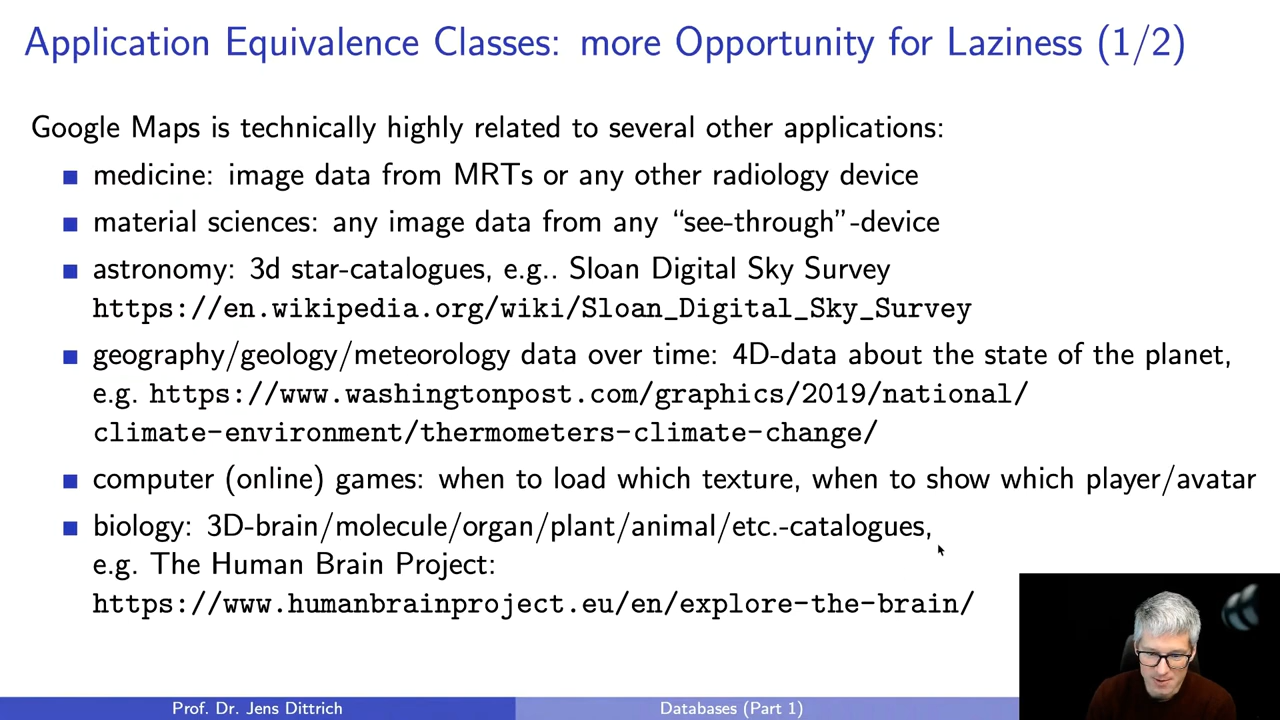 Application Equivalence Classes: more Opportunity for Laziness (1/2)
Google Maps is technically highly related to several other applications:
medicine: image data from MRTs or any other radiology device
material sciences: any image data from any “see-through”-device
astronomy: 3d star-catalogues, e.g.. Sloan Digital Sky Survey
https://en.wikipedia.org/wiki/Sloan_Digital_Sky_Survey
geography/geology/meteorology data over time: 4D-data about the state of the planet,
e.g. https://www.washingtonpost.com/graphics/2019/national/
climate-environment/thermometers-climate-change/
computer (online) games: when to load which texture, when to show which player/avatar
biology: 3D-brain/molecule/organ/plant/animal/etc.-catalogues,
e.g. The Human Brain Project:
https://www.humanbrainproject.eu/en/explore-the-brain/
Prof. Dr. Jens Dittrich
Databases (Part 1)